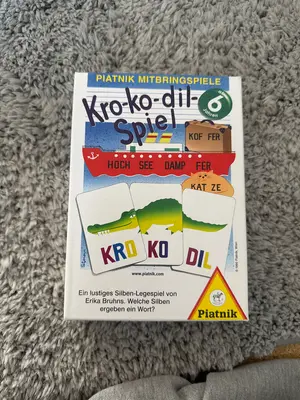 PIATNIK MITBRINGSPIELE
Kro-ko-dil-
Spiel
6
KOF FER
HOCH SEE DAMP FER
KAT ZE
KRO KO DIL
www.piatnik.com
Ein lustiges Silben-Legespiel von
Erika Bruhns. Welche Silben
ergeben ein Wort?
Piatnik